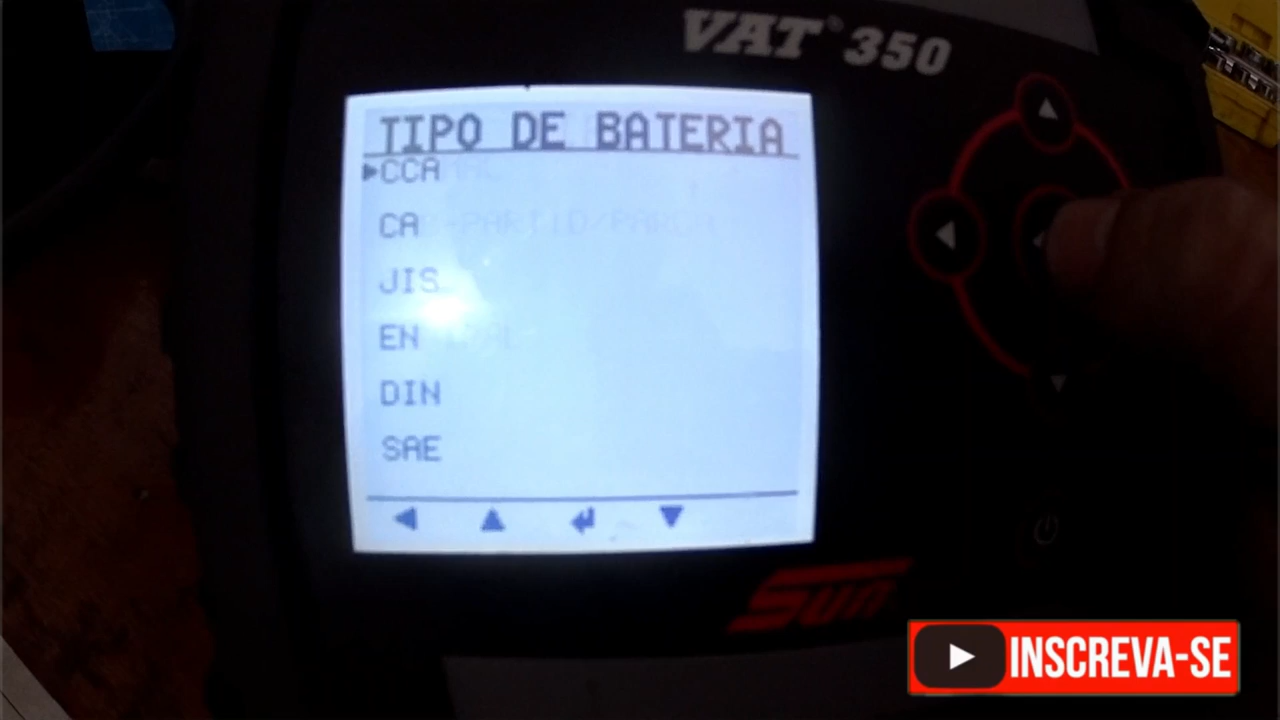 VAT® 350
TIPO DE BATERIA
CCA
CA
JIS
EN
DIN
SAE
Sun
INSCREVA-SE